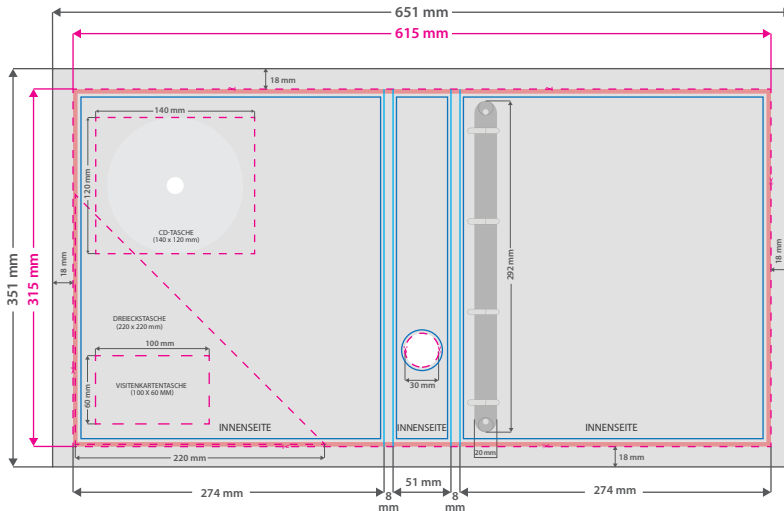 651 mm
615 mm
18 mm
140 mm
120 mm
CD-TASCHE
(140 x 120 mm)
292 mm
351 mm
315 mm
18 mm
18 mm
DREIECKSTASCHE
(220 x 220 mm)
100 mm
60 mm
VISITENKARTENTASCHE
(100 X 60 MM)
30 mm
INNENSEITE
INNENSEITE
INNENSEITE
220 mm
20 mm
18 mm
274 mm
8
mm
51 mm
8
mm
274 mm